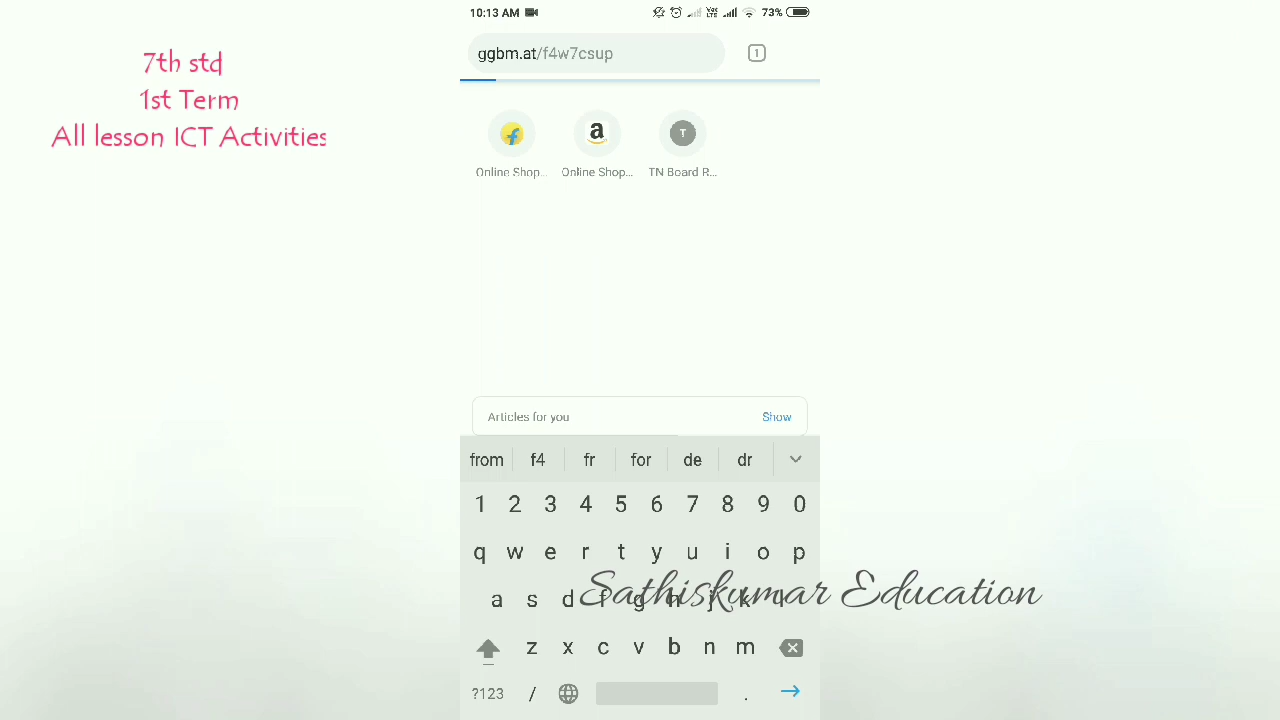 7th std
1st Term
All lesson ICT Activities
10:13 AM
Vo)) LTE
73%
ggbm.at/f4w7csup
1
T
Online Shop...
Online Shop...
TN Board R...
Articles for you
Show
from f4 fr for de dr
1 2 3 4 5 6 7 8 9 0
q w e r t y u i o p
a s d f g h j k l
Sathiskumar Education
z x c v b n m
?123 / .